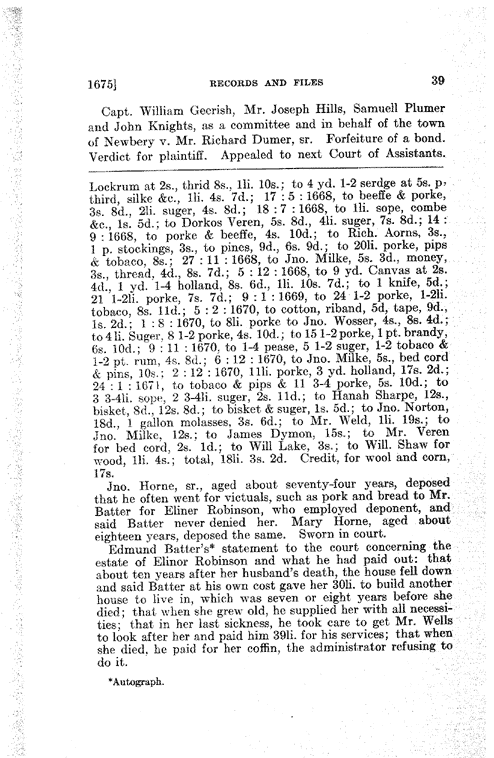 1675] RECORDS AND FILES 39
Capt. William Gecrish, Mr. Joseph Hills, Samuell Plumer
and John Knights, as a committee and in behalf of the town
of Newbery v. Mr. Richard Dumer, sr. Forfeiture of a bond.
Verdict for plaintiff. Appealed to next Court of Assistants.
Lockrum at 2s., thrid 8s., 1li. 10s.; to 4 yd. 1-2 serdge at 5s. p,
third, silke &c., 1li. 4s. 7d.; 17 : 5 : 1668, to beeffe & porke,
3s. 8d., 2li. suger, 4s. 8d.; 18 : 7 : 1668, to 1li. sope, combe
&c., 1s. 5d.; to Dorkos Veren, 5s. 8d., 4li. suger, 7s. 8d.; 14 :
9 : 1668, to porke & beeffe, 4s. 10d.; to Rich. Aorns, 3s.,
1 p. stockings, 3s., to pines, 9d., 6s. 9d.; to 20li. porke, pips
& tobaco, 8s.; 27 : 11 : 1668, to Jno. Milke, 5s. 3d., money,
3s., thread, 4d., 8s. 7d.; 5 : 12 : 1668, to 9 yd. Canvas at 2s.
4d., 1 yd. 1-4 holland, 8s. 6d., 1li. 10s. 7d.; to 1 knife, 5d.;
21 1-2li. porke, 7s. 7d.; 9 : 1 : 1669, to 24 1-2 porke, 1-2li.
tobaco, 8s. 11d.; 5 : 2 : 1670, to cotton, riband, 5d, tape, 9d.,
1s. 2d.; 1 : 8 : 1670, to 8li. porke to Jno. Wosser, 4s., 8s. 4d.;
to 4 li. Suger, 8 1-2 porke, 4s. 10d.; to 15 1-2 porke, 1 pt. brandy,
6s. 10d.; 9 : 11 : 1670, to 1-4 pease, 5 1-2 suger, 1-2 tobaco &
1-2 pt. rum, 4s. 8d.; 6 : 12 : 1670, to Jno. Milke, 5s., bed cord
& pins, 10s.; 2 : 12 : 1670, 11li. porke, 3 yd. holland, 17s. 2d.;
24 : 1 : 1671, to tobaco & pips & 11 3-4 porke, 5s. 10d.; to
3 3-4li. sope, 2 3-4li. suger, 2s. 11d.; to Hanah Sharpe, 12s.,
bisket, 8d., 12s. 8d.; to bisket & suger, 1s. 5d.; to Jno. Norton,
18d., 1 gallon molasses, 3s. 6d.; to Mr. Weld, 1li. 19s.; to
Jno. Milke, 12s.; to James Dymon, 15s.; to Mr. Veren
for bed cord, 2s. 1d.; to Will Lake, 3s.; to Will. Shaw for
wood, 1li. 4s.; total, 18li. 3s. 2d. Credit, for wool and corn,
17s.
Jno. Horne, sr., aged about seventy-four years, deposed
that he often went for victuals, such as pork and bread to Mr.
Batter for Eliner Robinson, who employed deponent, and
said Batter never denied her. Mary Horne, aged about
eighteen years, deposed the same. Sworn in court.
Edmund Batter's* statement to the court concerning the
estate of Elinor Robinson and what he had paid out: that
about ten years after her husband's death, the house fell down
and said Batter at his own cost gave her 30li. to build another
house to live in, which was seven or eight years before she
died; that when she grew old, he supplied her with all necessi-
ties; that in her last sickness, he took care to get Mr. Wells
to look after her and paid him 39li. for his services; that when
she died, he paid for her coffin, the administrator refusing to
do it.
*Autograph.